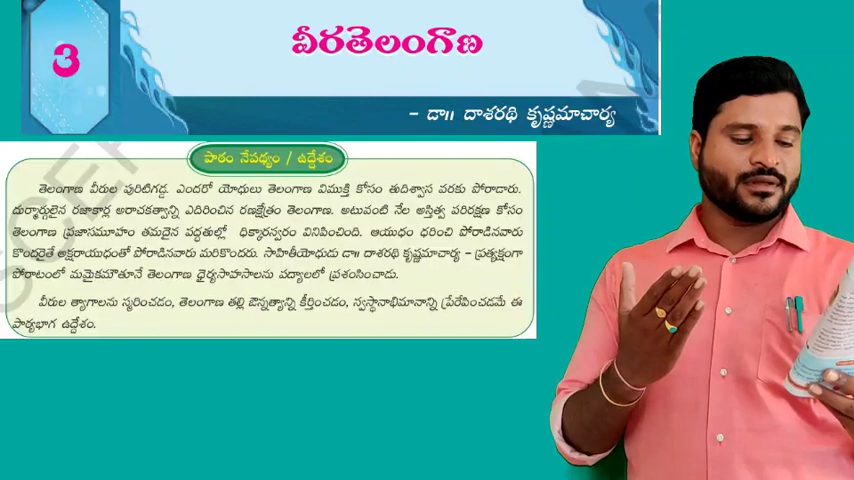 3
వీరతెలంగాణ
- డా॥ దాశరథి కృష్ణమాచార్య
పాఠం నేపథ్యం / ఉద్దేశం
తెలంగాణ వీరుల పురిటిగడ్డ. ఎందరో యోధులు తెలంగాణ విముక్తి కోసం తుదిశ్వాస వరకు పోరాడారు.
దుర్మార్గులైన రజాకార్ల అరాచకత్వాన్ని ఎదిరించిన రణక్షేత్రం తెలంగాణ. అటువంటి నేల అస్తిత్వ పరిరక్షణ కోసం
తెలంగాణ ప్రజాసమూహం తమదైన పద్ధతుల్లో ధిక్కారస్వరం వినిపించింది. ఆయుధం ధరించి పోరాడినవారు
కొందరైతే అక్షరాయుధంతో పోరాడినవారు మరికొందరు. సాహితీయోధుడు డా॥ దాశరథి కృష్ణమాచార్య - ప్రత్యక్షంగా
పోరాటంలో మమైకమౌతూనే తెలంగాణ ధైర్యసాహసాలను పద్యాలలో ప్రశంసించాడు.
వీరుల త్యాగాలను స్మరించడం, తెలంగాణ తల్లి ఔన్నత్యాన్ని కీర్తించడం, స్వస్థానాభిమానాన్ని ప్రేరేపించడమే ఈ
పాఠ్యభాగ ఉద్దేశం.